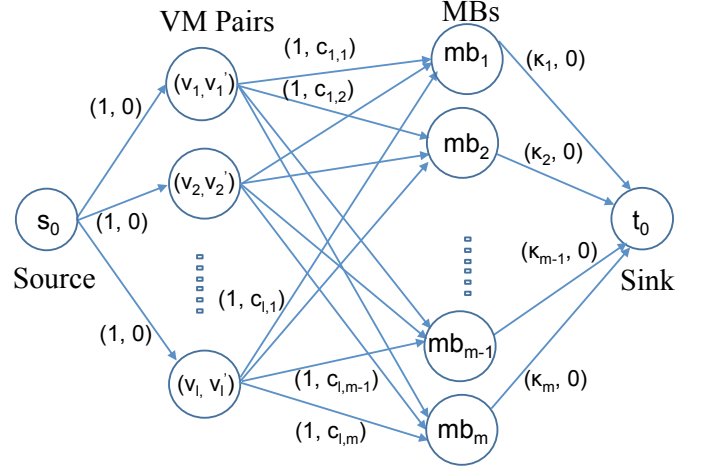 VM Pairs
MBs
(v₁,v₁')
(1, c₁,₁)
mb₁
(κ₁, 0)
(1, 0)
(1, c₁,₂)
mb₂
(κ₂, 0)
(v₂,v₂')
(1, 0)
s₀
t₀
Source
Sink
(κₘ₋₁, 0)
(1, cₗ,₁)
(1, 0)
mbₘ₋₁
(vₗ, vₗ')
(1, cₗ,ₘ₋₁)
(κₘ, 0)
(1, cₗ,ₘ)
mbₘ